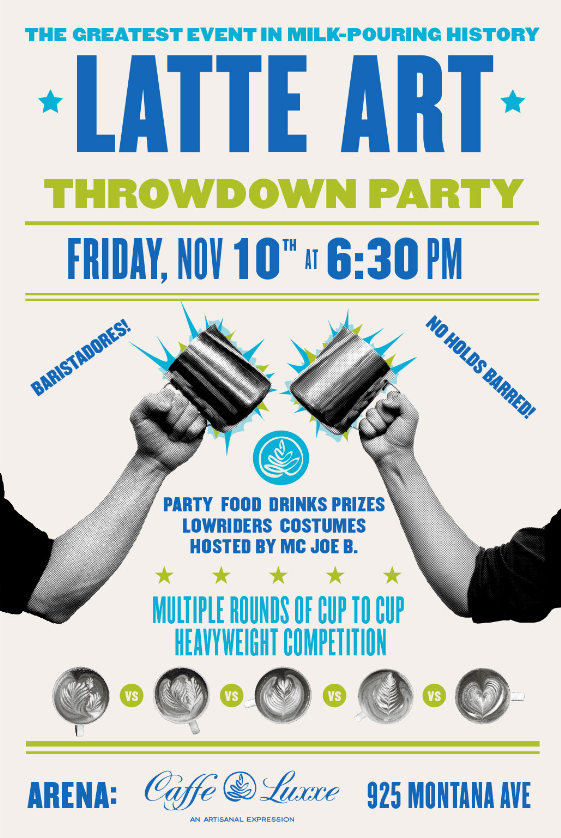 THE GREATEST EVENT IN MILK-POURING HISTORY
LATTE ART
THROWDOWN PARTY
FRIDAY, NOV 10TH AT 6:30 PM
BARISTADORES!
NO HOLDS BARRED!
PARTY FOOD DRINKS PRIZES
LOWRIDERS COSTUMES
HOSTED BY MC JOE B.
MULTIPLE ROUNDS OF CUP TO CUP
HEAVYWEIGHT COMPETITION
VS VS VS VS
ARENA: Caffe Luxxe 925 MONTANA AVE
AN ARTISANAL EXPRESSION